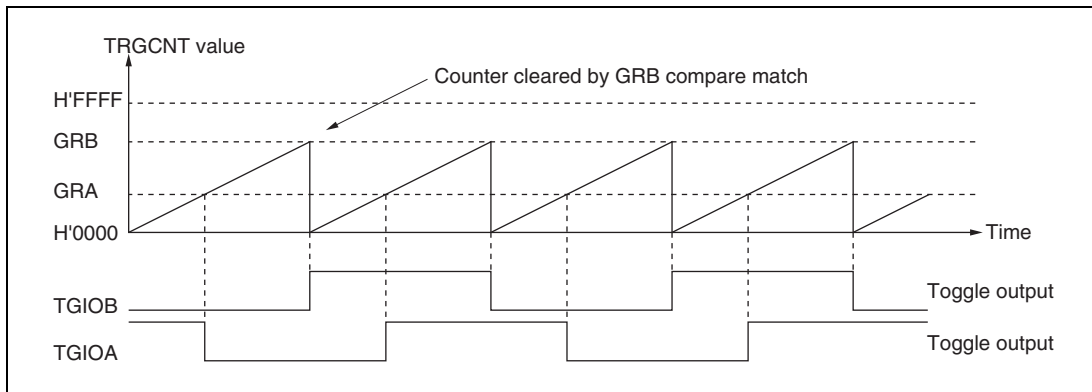 TRGCNT value
Counter cleared by GRB compare match
H'FFFF
GRB
GRA
H'0000
Time
TGIOB
Toggle output
TGIOA
Toggle output